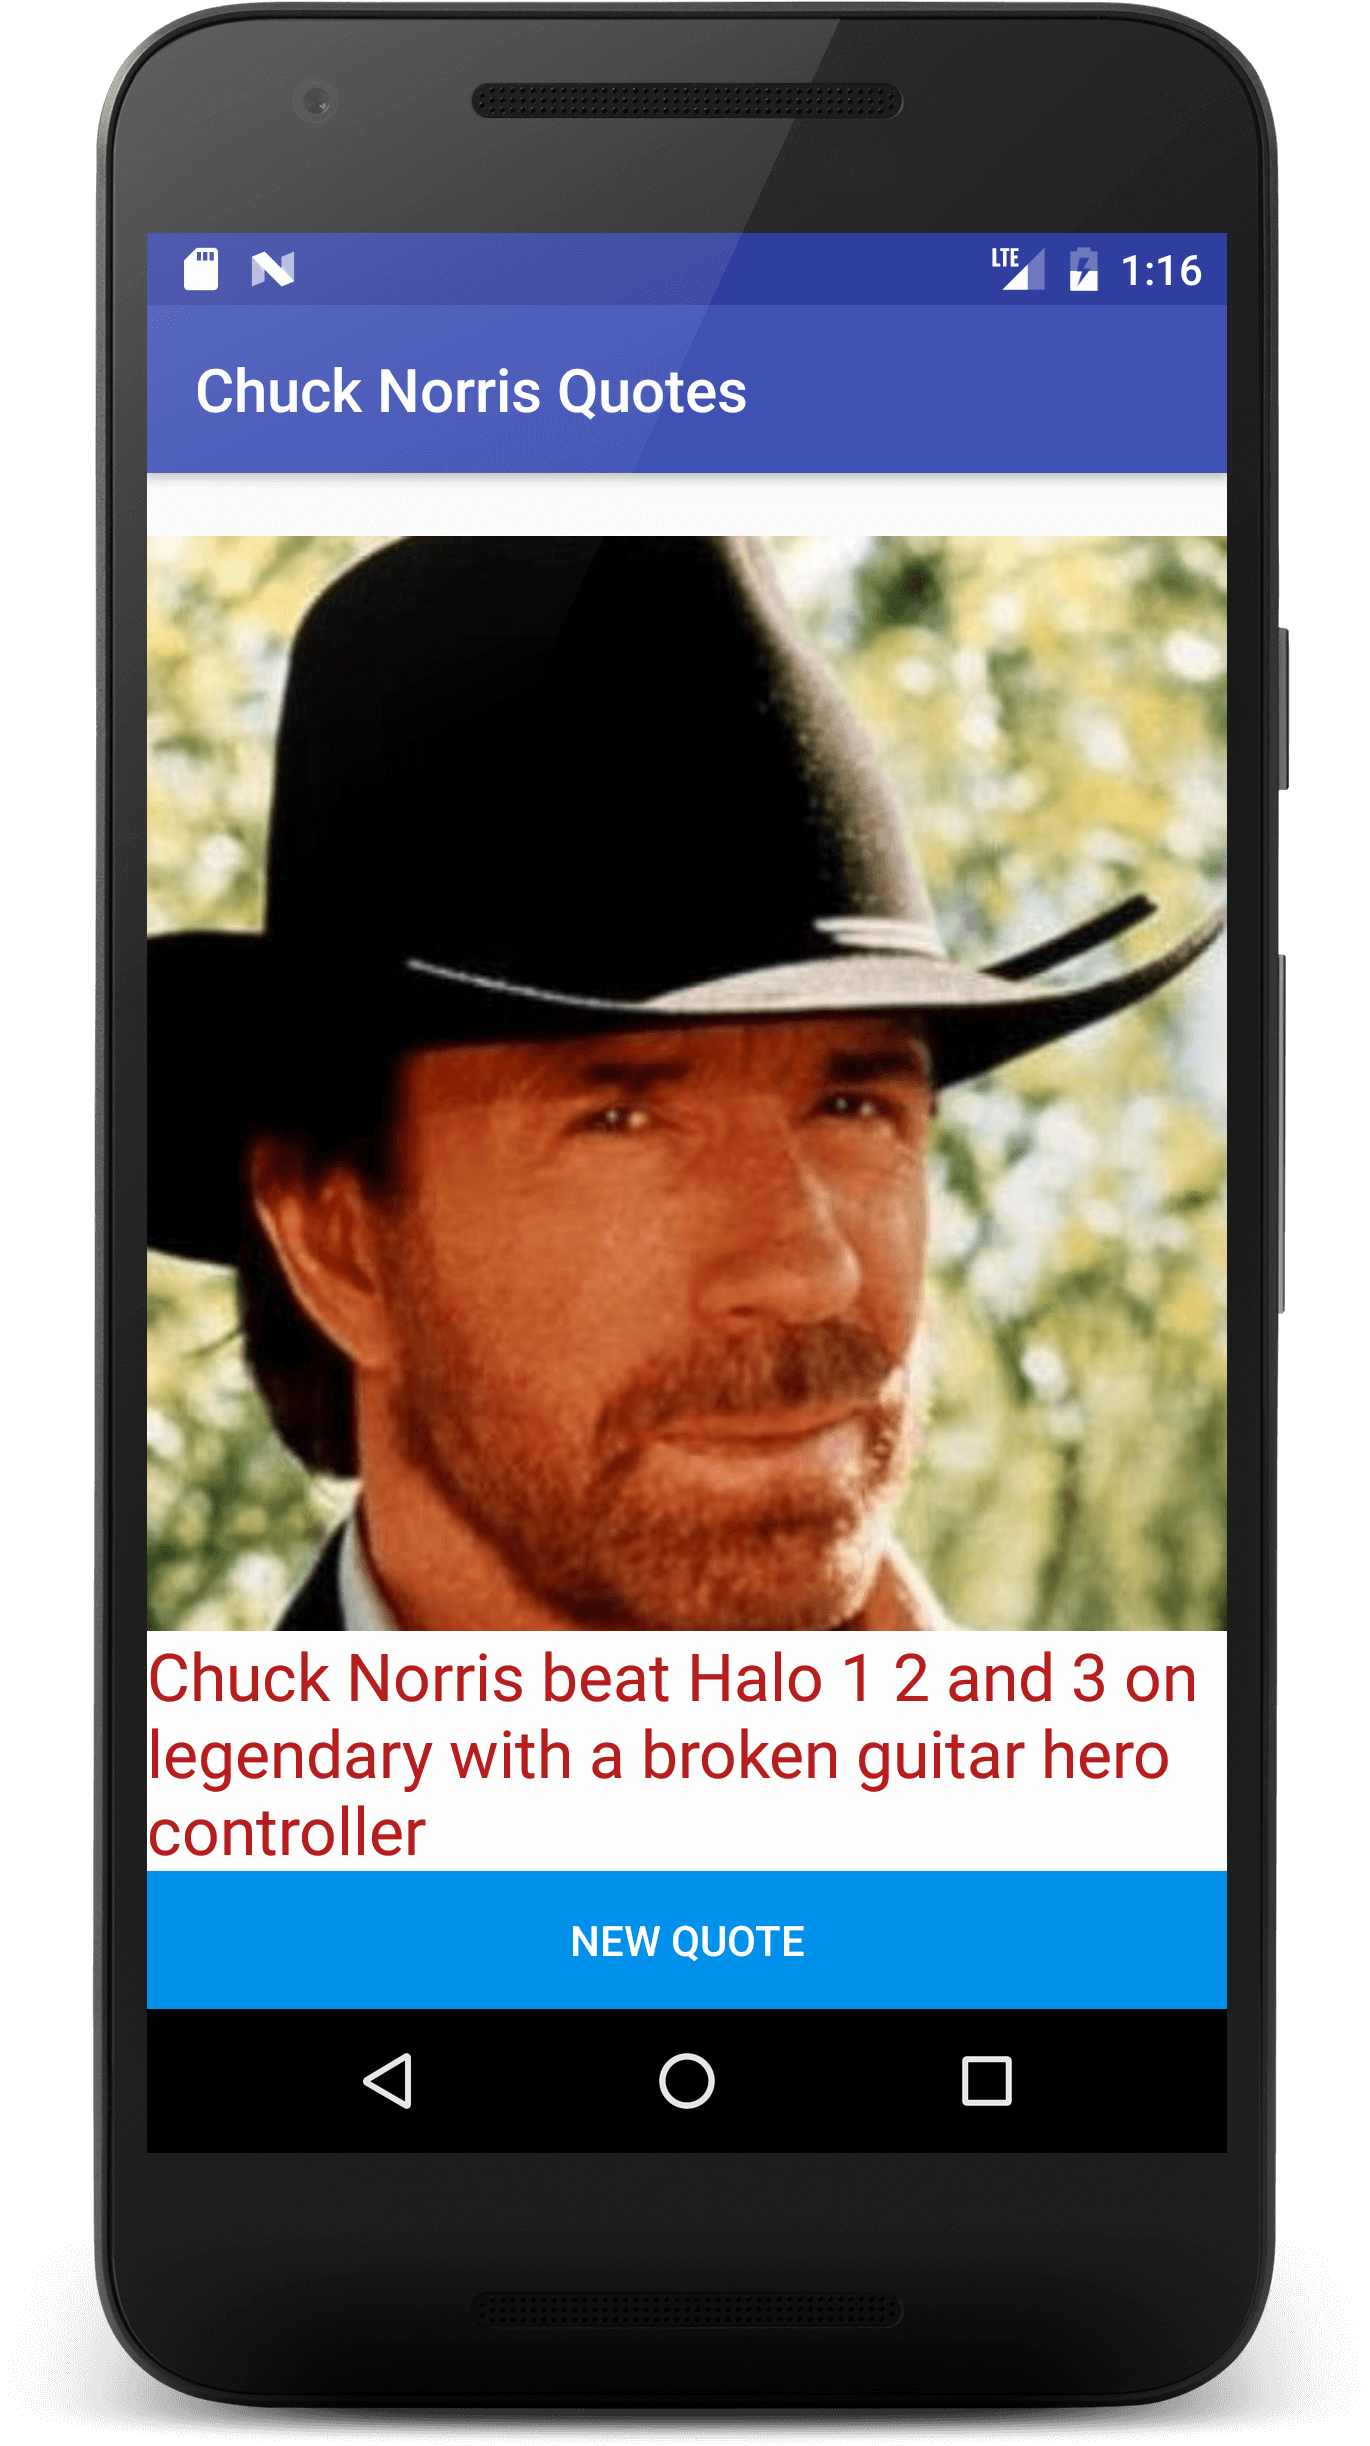 LTE 1:16
Chuck Norris Quotes
Chuck Norris beat Halo 1 2 and 3 on
legendary with a broken guitar hero
controller
NEW QUOTE